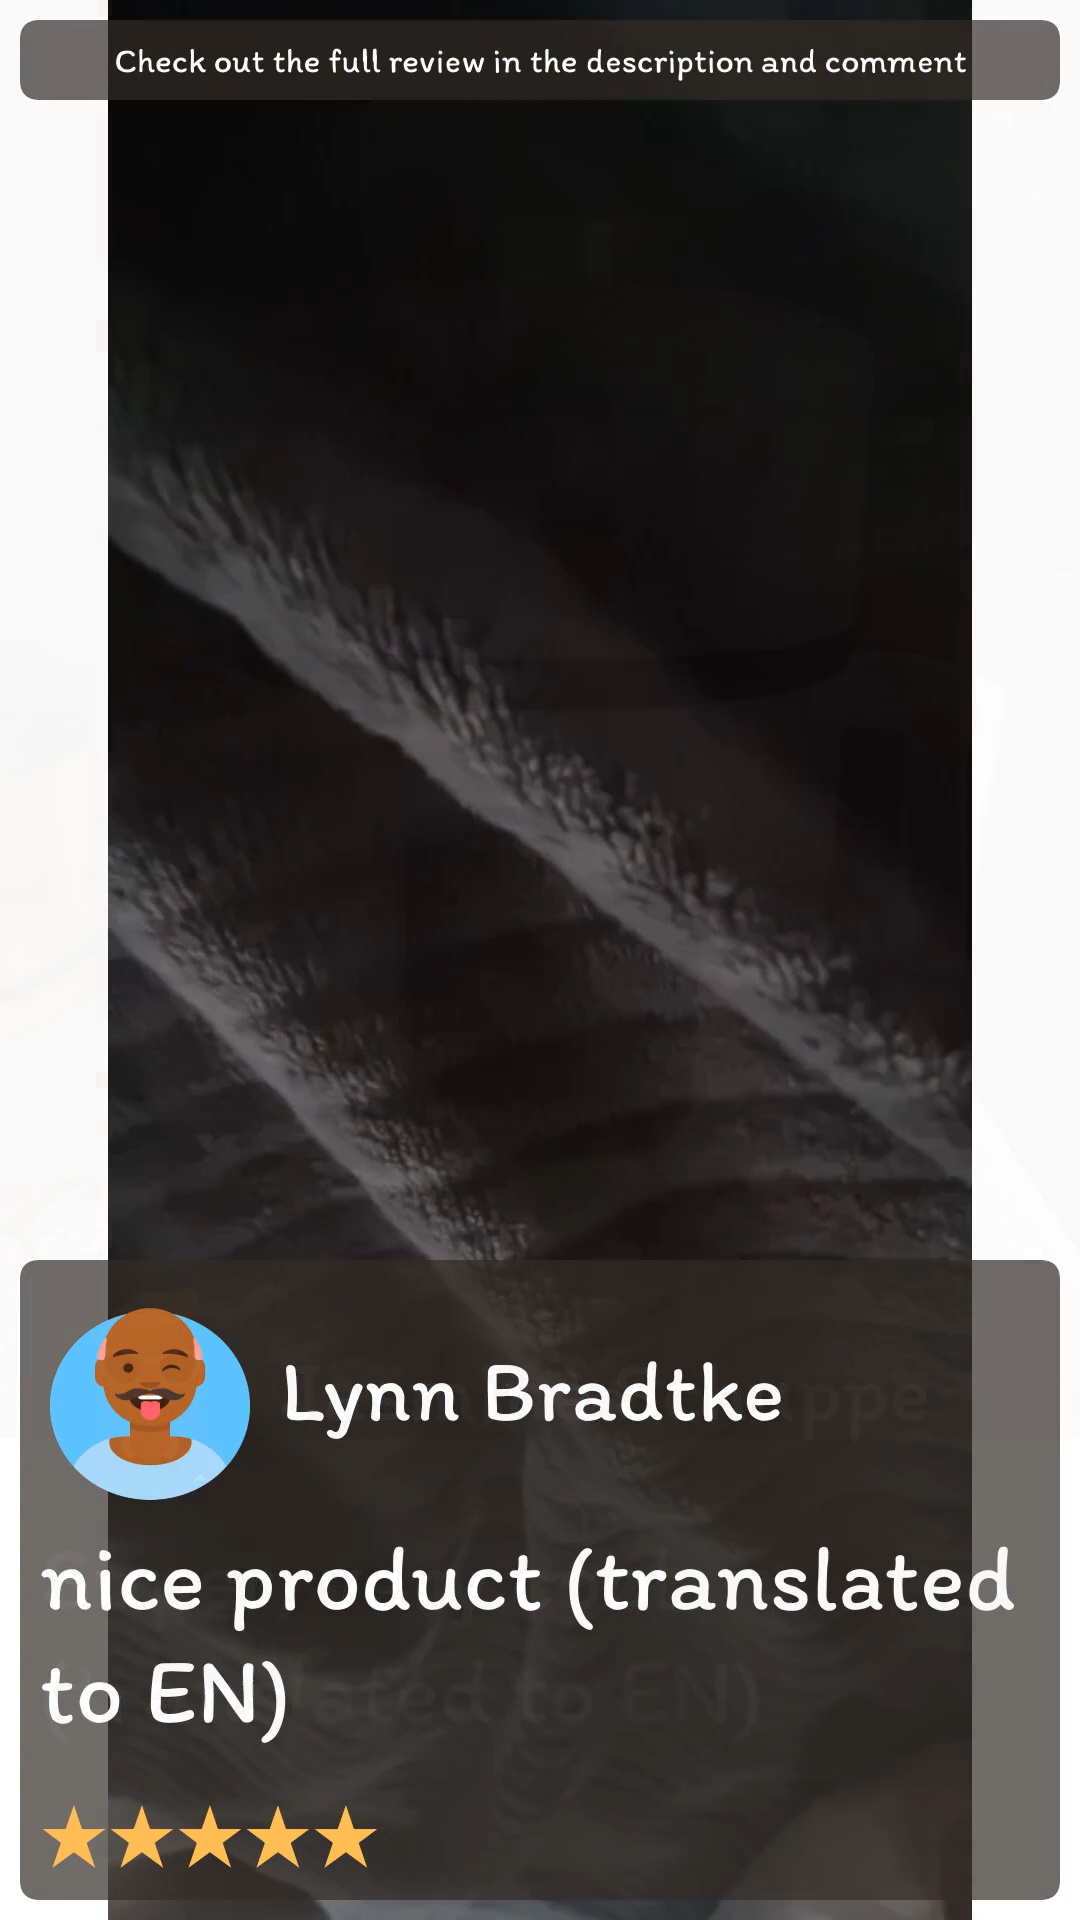 Check out the full review in the description and comment
Lynn Bradtke
nice product (translated
to EN)